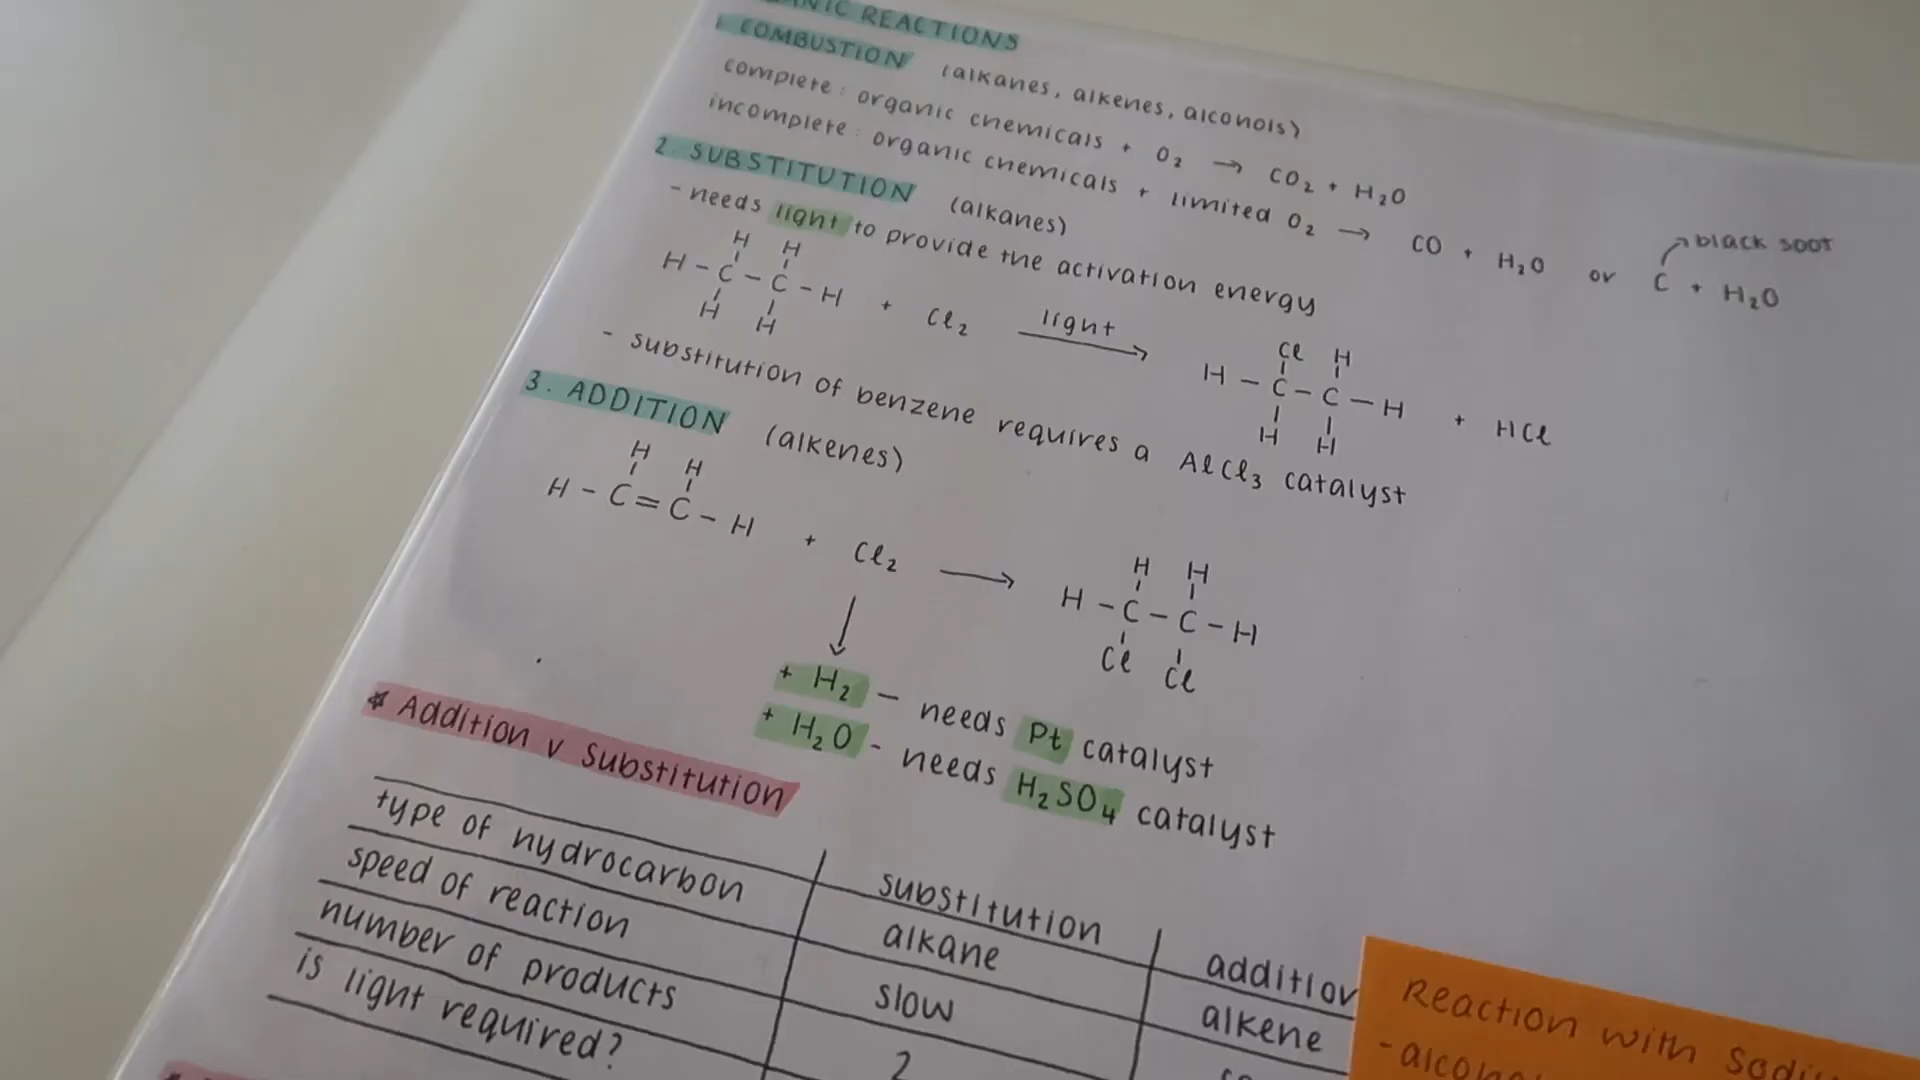 REACTIONS
1 COMBUSTION (alkanes, alkenes, alcohols)
complete: organic chemicals + O₂ → CO₂ + H₂O
incomplete: organic chemicals + limited O₂ → CO + H₂O or C + H₂O
black soot
2. SUBSTITUTION (alkanes)
- needs light to provide the activation energy
H H
H - C - C - H + Cl₂ light → H - C - C - H + HCl
H H
Cl H
H H
- substitution of benzene requires a AlCl₃ catalyst
3. ADDITION (alkenes)
H H
H - C = C - H + Cl₂ → H - C - C - H
H H
Cl Cl
+ H₂ - needs Pt catalyst
+ H₂O - needs H₂SO₄ catalyst
* Addition v Substitution
substitution addition
type of hydrocarbon alkane alkene
speed of reaction slow
number of products 2
is light required?
Reaction with